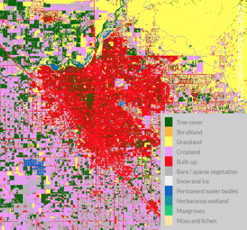 Tree cover
Shrubland
Grassland
Cropland
Built-up
Bare / sparse vegetation
Snow and Ice
Permanent water bodies
Herbaceous wetland
Mangroves
Moss and lichen